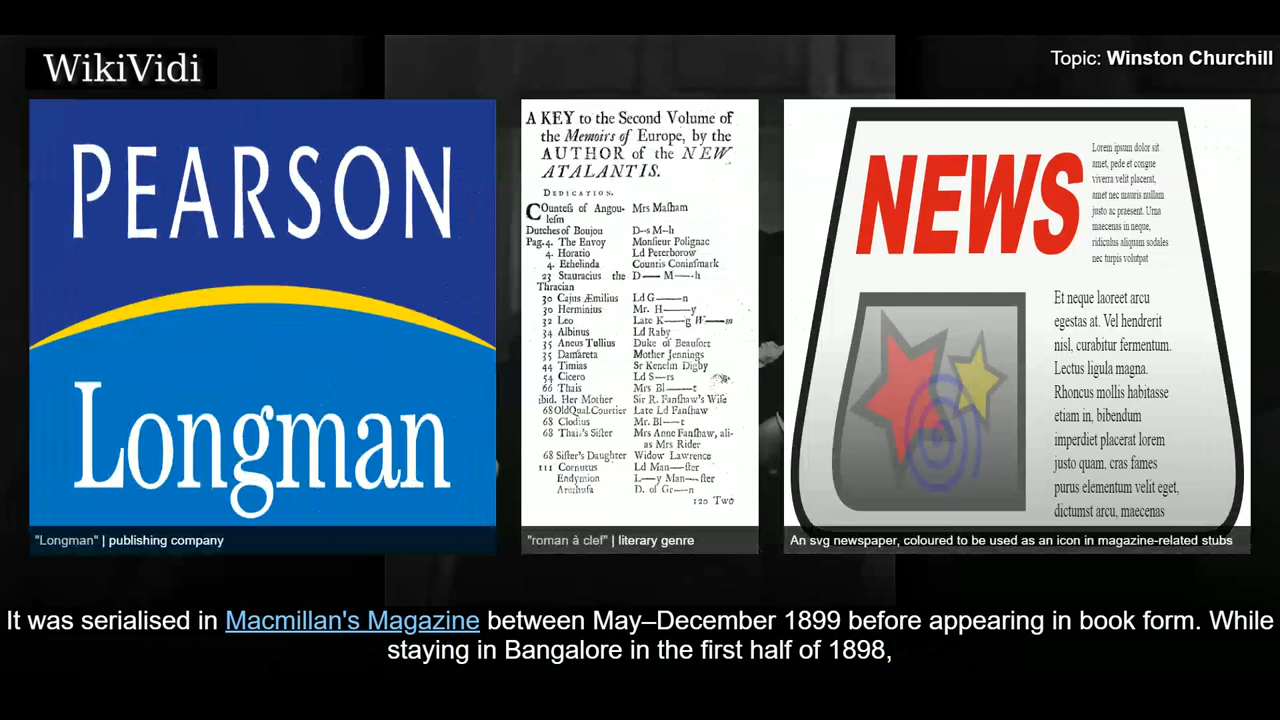 WikiVidi
Topic: Winston Churchill
PEARSON
Longman
"Longman" | publishing company
A KEY to the Second Volume of
the Memoirs of Europe, by the
AUTHOR of the NEW
ATALANTIS.
DEDICATION.
COuntess of Angou- Mrs Masham
lesm
Dutches of Boujou D--s M--h
Pag. 4. The Envoy Monsieur Polignac
4. Horatio Ld Peterborow
4. Ethelinda Countis Coninsmark
23 Stauracius the D—— M——h
Thracian
30 Cajus Æmilius Ld G——n
30 Herminius Mr. H——y
32 Leo Late K——g W——m
34 Albinus Ld Raby
35 Aneus Tullius Duke of Beaufort
35 Damareta Mother Jennings
44 Timias Sr Kenelm Digby
54 Cicero Ld S—rs
66 Thais Mrs Bl——t
ibid. Her Mother Sir R. Fanshaw's Wife
68 Old Qual. Courtier Late Ld Fanshaw
68 Clodius Mr. Bl——t
68 Thais's Sister Mrs Anne Fanshaw, ali-
as Mrs Rider
68 Sister's Daughter Widow Lawrence
111 Cornutus Ld Man—ster
Endymion L—y Man—ster
Arethusa D. of Gr—n
120 Two
"roman à clef" | literary genre
NEWS
Lorem ipsum dolor sit
amet, pede et congue
viverra velit placerat,
amet nec mauris nullam
justo ac praesent. Urna
maecenas in neque,
ridiculus aliquam sodales
nec turpis volutpat
Et neque laoreet arcu
egestas at. Vel hendrerit
nisl, curabitur fermentum.
Lectus ligula magna.
Rhoncus mollis habitasse
etiam in, bibendum
imperdiet placerat lorem
justo quam, cras fames
purus elementum velit eget,
dictumst arcu, maecenas
An svg newspaper, coloured to be used as an icon in magazine-related stubs
It was serialised in Macmillan's Magazine between May–December 1899 before appearing in book form. While
staying in Bangalore in the first half of 1898,